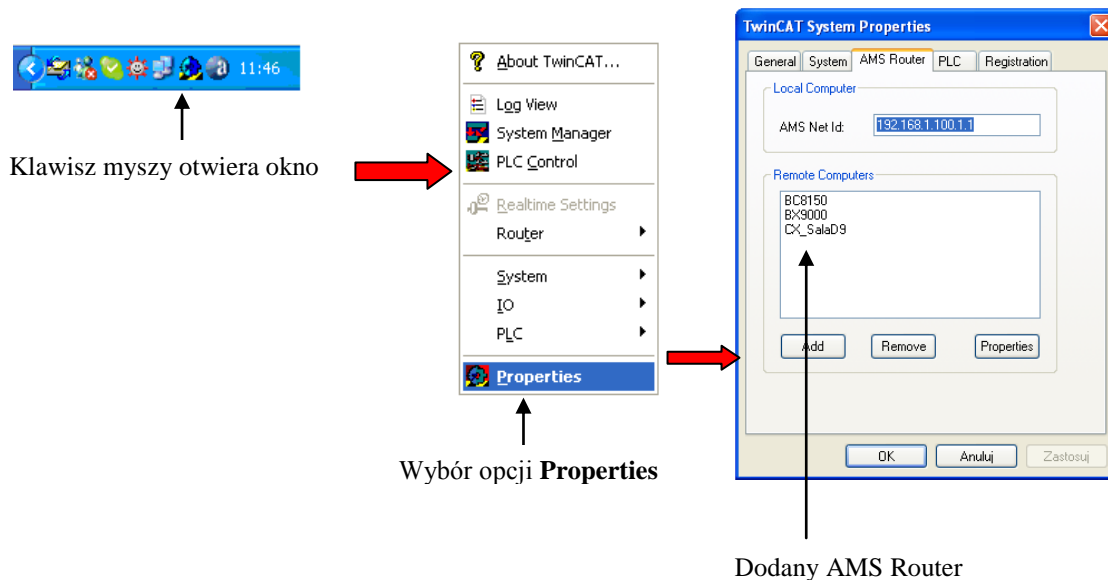 11:46
Klawisz myszy otwiera okno
About TwinCAT...
Log View
System Manager
PLC Control
Realtime Settings
Router
System
IO
PLC
Properties
Wybór opcji Properties
TwinCAT System Properties
General System AMS Router PLC Registration
Local Computer
AMS Net Id: 192.168.1.100.1.1
Remote Computers
BC8150
BX9000
CX_SalaD9
Add Remove Properties
OK Anuluj Zastosuj
Dodany AMS Router